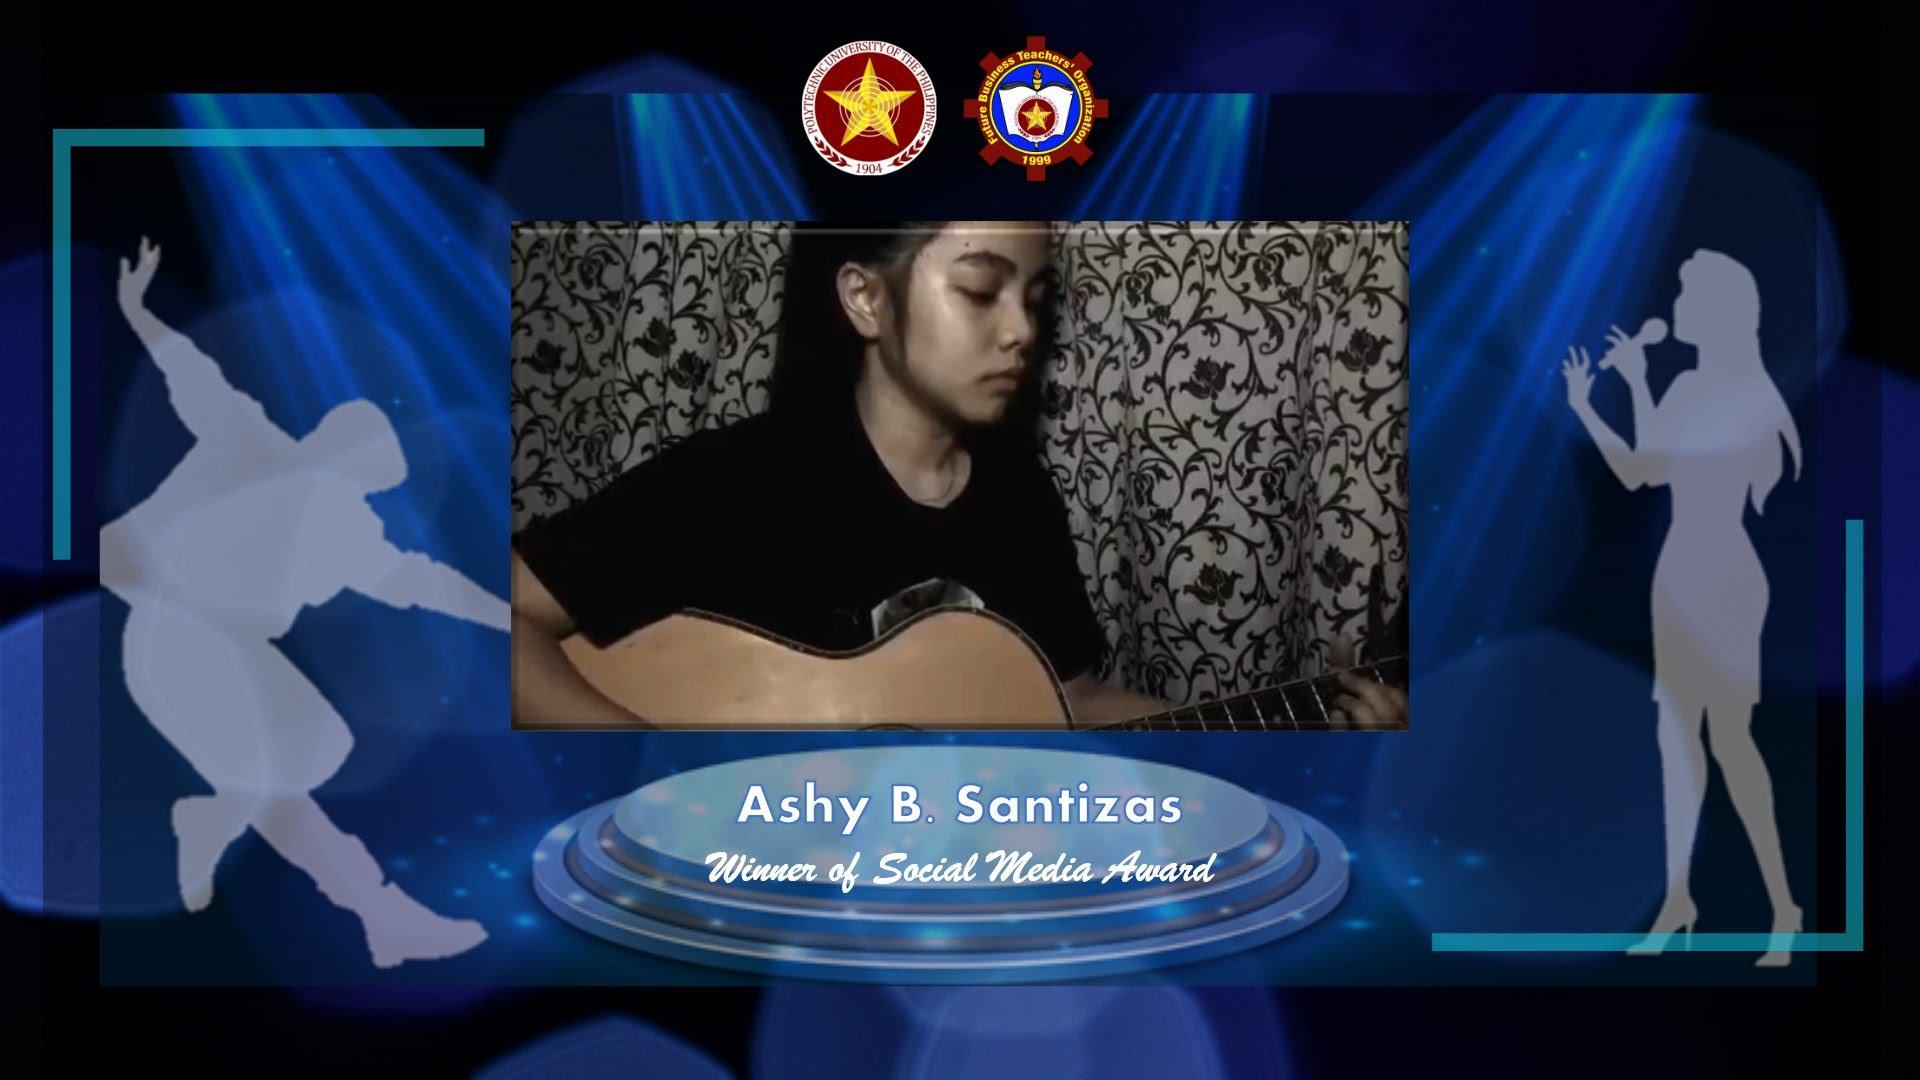 POLYTECHNIC UNIVERSITY OF THE PHILIPPINES
1904
Future Business Teachers' Organization
1999
Ashy B. Santizas
Winner of Social Media Award